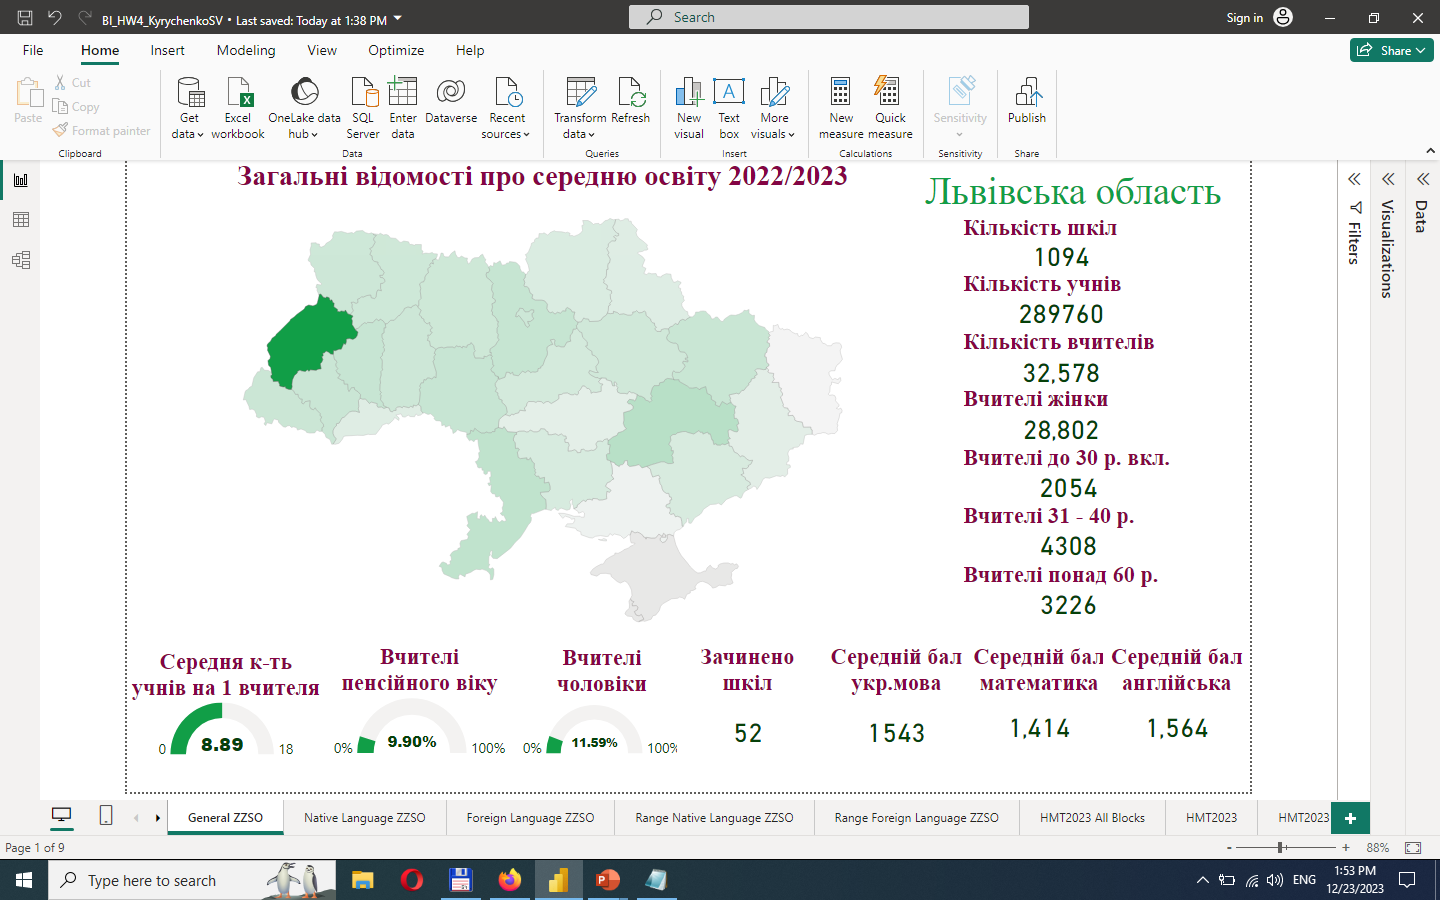 BI_HW4_KyrychenkoSV • Last saved: Today at 1:38 PM
Search
Sign in
File Home Insert Modeling View Optimize Help
Share
Paste
Cut
Copy
Format painter
Clipboard
Get data
Excel workbook
OneLake data hub
SQL Server
Enter data
Dataverse
Recent sources
Data
Transform data
Refresh
Queries
New visual
Text box
More visuals
Insert
New measure
Quick measure
Calculations
Sensitivity
Sensitivity
Publish
Share
Загальні відомості про середню освіту 2022/2023
Львівська область
Кількість шкіл
1094
Кількість учнів
289760
Кількість вчителів
32,578
Вчителі жінки
28,802
Вчителі до 30 р. вкл.
2054
Вчителі 31 - 40 р.
4308
Вчителі понад 60 р.
3226
Середня к-ть
учнів на 1 вчителя
0 8.89 18
Вчителі
пенсійного віку
0% 9.90% 100%
Вчителі
чоловіки
0% 11.59% 100%
Зачинено
шкіл
52
Середній бал
укр.мова
1543
Середній бал
математика
1,414
Середній бал
англійська
1,564
Filters
Visualizations
Data
General ZZSO
Native Language ZZSO
Foreign Language ZZSO
Range Native Language ZZSO
Range Foreign Language ZZSO
HMT2023 All Blocks
HMT2023
HMT2023
Page 1 of 9
- + 88%
Type here to search
ENG
1:53 PM
12/23/2023